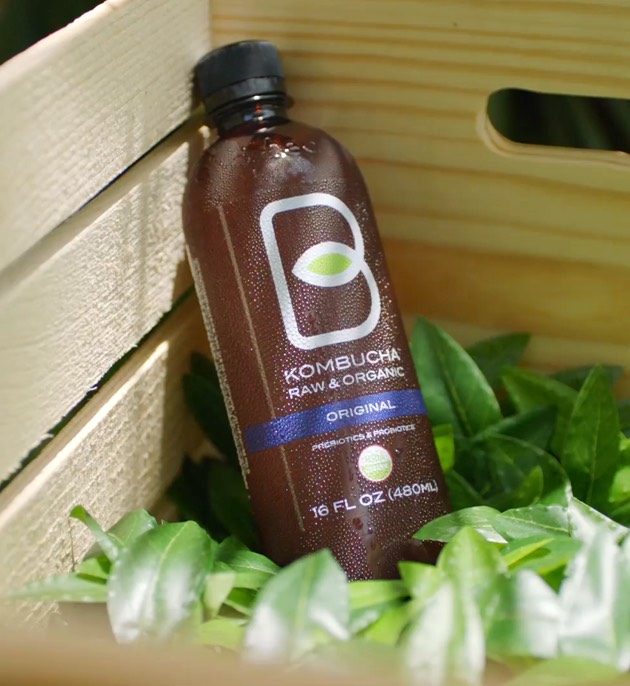 B
KOMBUCHA
RAW & ORGANIC
ORIGINAL
PREBIOTICS & PROBIOTICS
16 FL OZ (480ML)